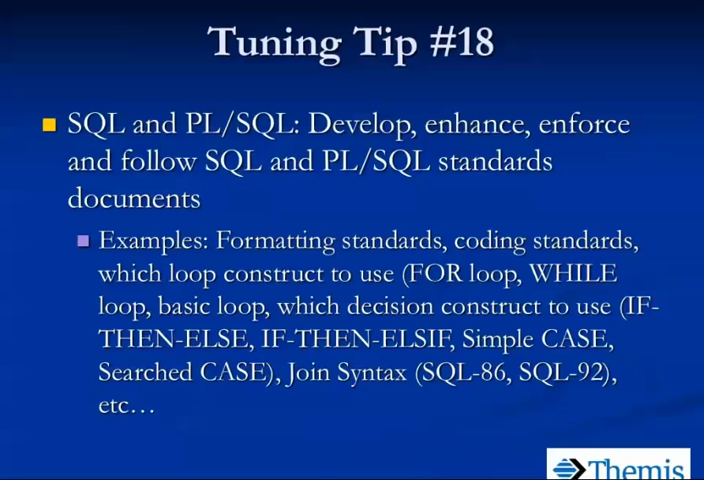 Tuning Tip #18
SQL and PL/SQL: Develop, enhance, enforce
and follow SQL and PL/SQL standards
documents
Examples: Formatting standards, coding standards,
which loop construct to use (FOR loop, WHILE
loop, basic loop, which decision construct to use (IF-
THEN-ELSE, IF-THEN-ELSIF, Simple CASE,
Searched CASE), Join Syntax (SQL-86, SQL-92),
etc…
Themis